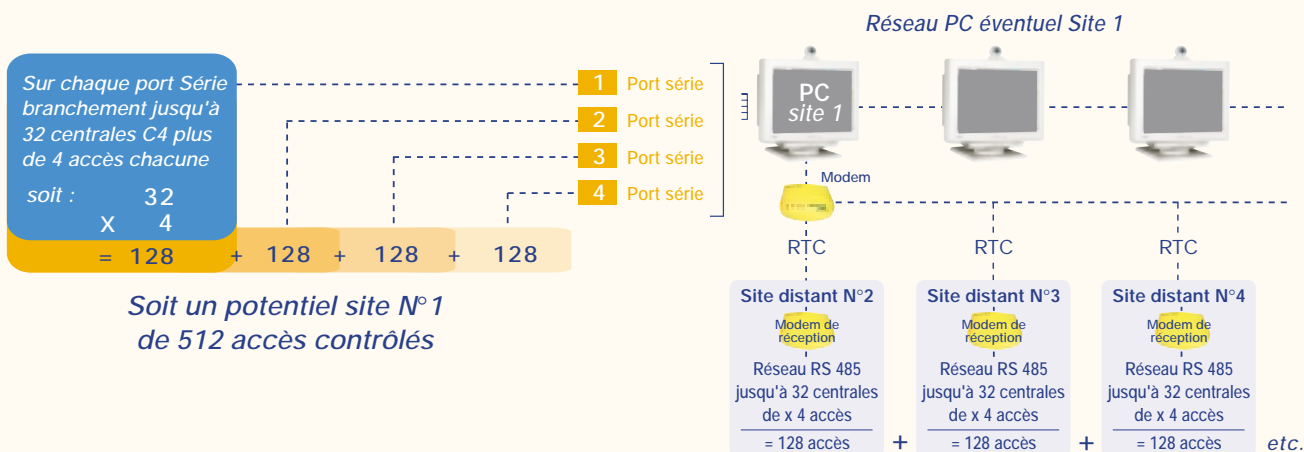 Réseau PC éventuel Site 1
Sur chaque port Série
branchement jusqu'à
32 centrales C4 plus
de 4 accès chacune
soit : 32
X 4
= 128 + 128 + 128 + 128
Soit un potentiel site N°1
de 512 accès contrôlés
1 Port série
2 Port série
3 Port série
4 Port série
PC
site 1
Modem
RTC
RTC
RTC
Site distant N°2
Modem de
réception
Réseau RS 485
jusqu'à 32 centrales
de x 4 accès
= 128 accès
+
Site distant N°3
Modem de
réception
Réseau RS 485
jusqu'à 32 centrales
de x 4 accès
= 128 accès
+
Site distant N°4
Modem de
réception
Réseau RS 485
jusqu'à 32 centrales
de x 4 accès
= 128 accès
etc.